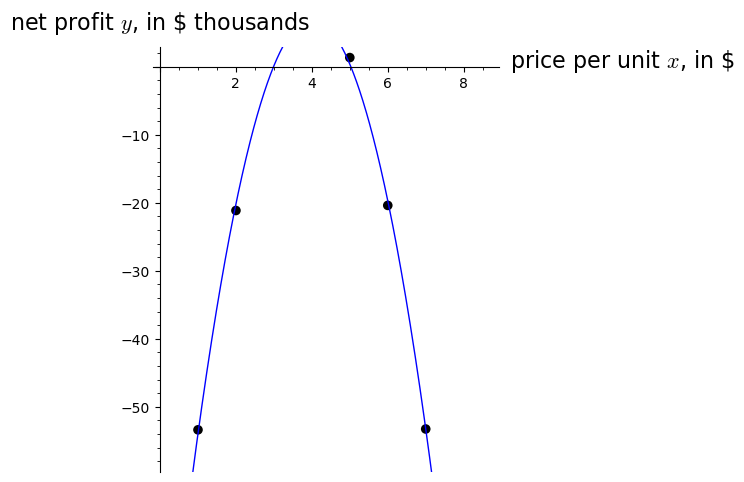 net profit y, in $ thousands
price per unit x, in $
2 4 6 8
−10
−20
−30
−40
−50